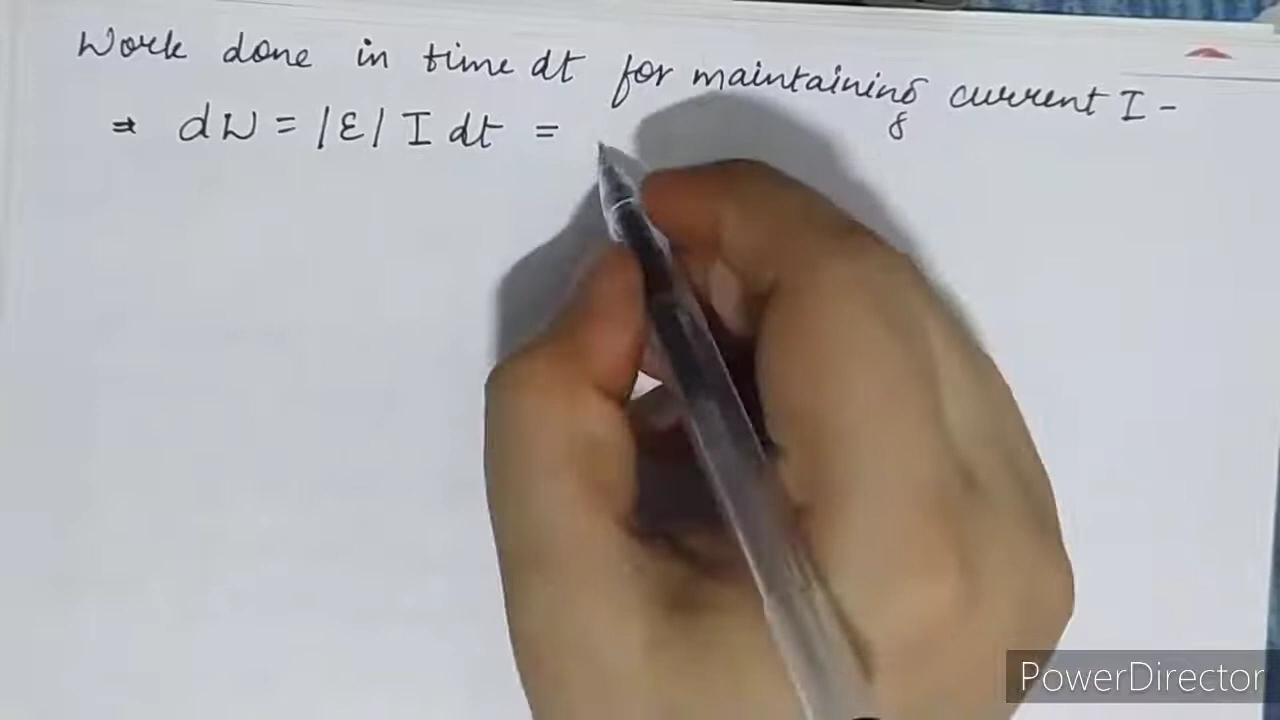 Work done in time dt for maintaining current I -
⇒ dW = |ε| I dt =
PowerDirector